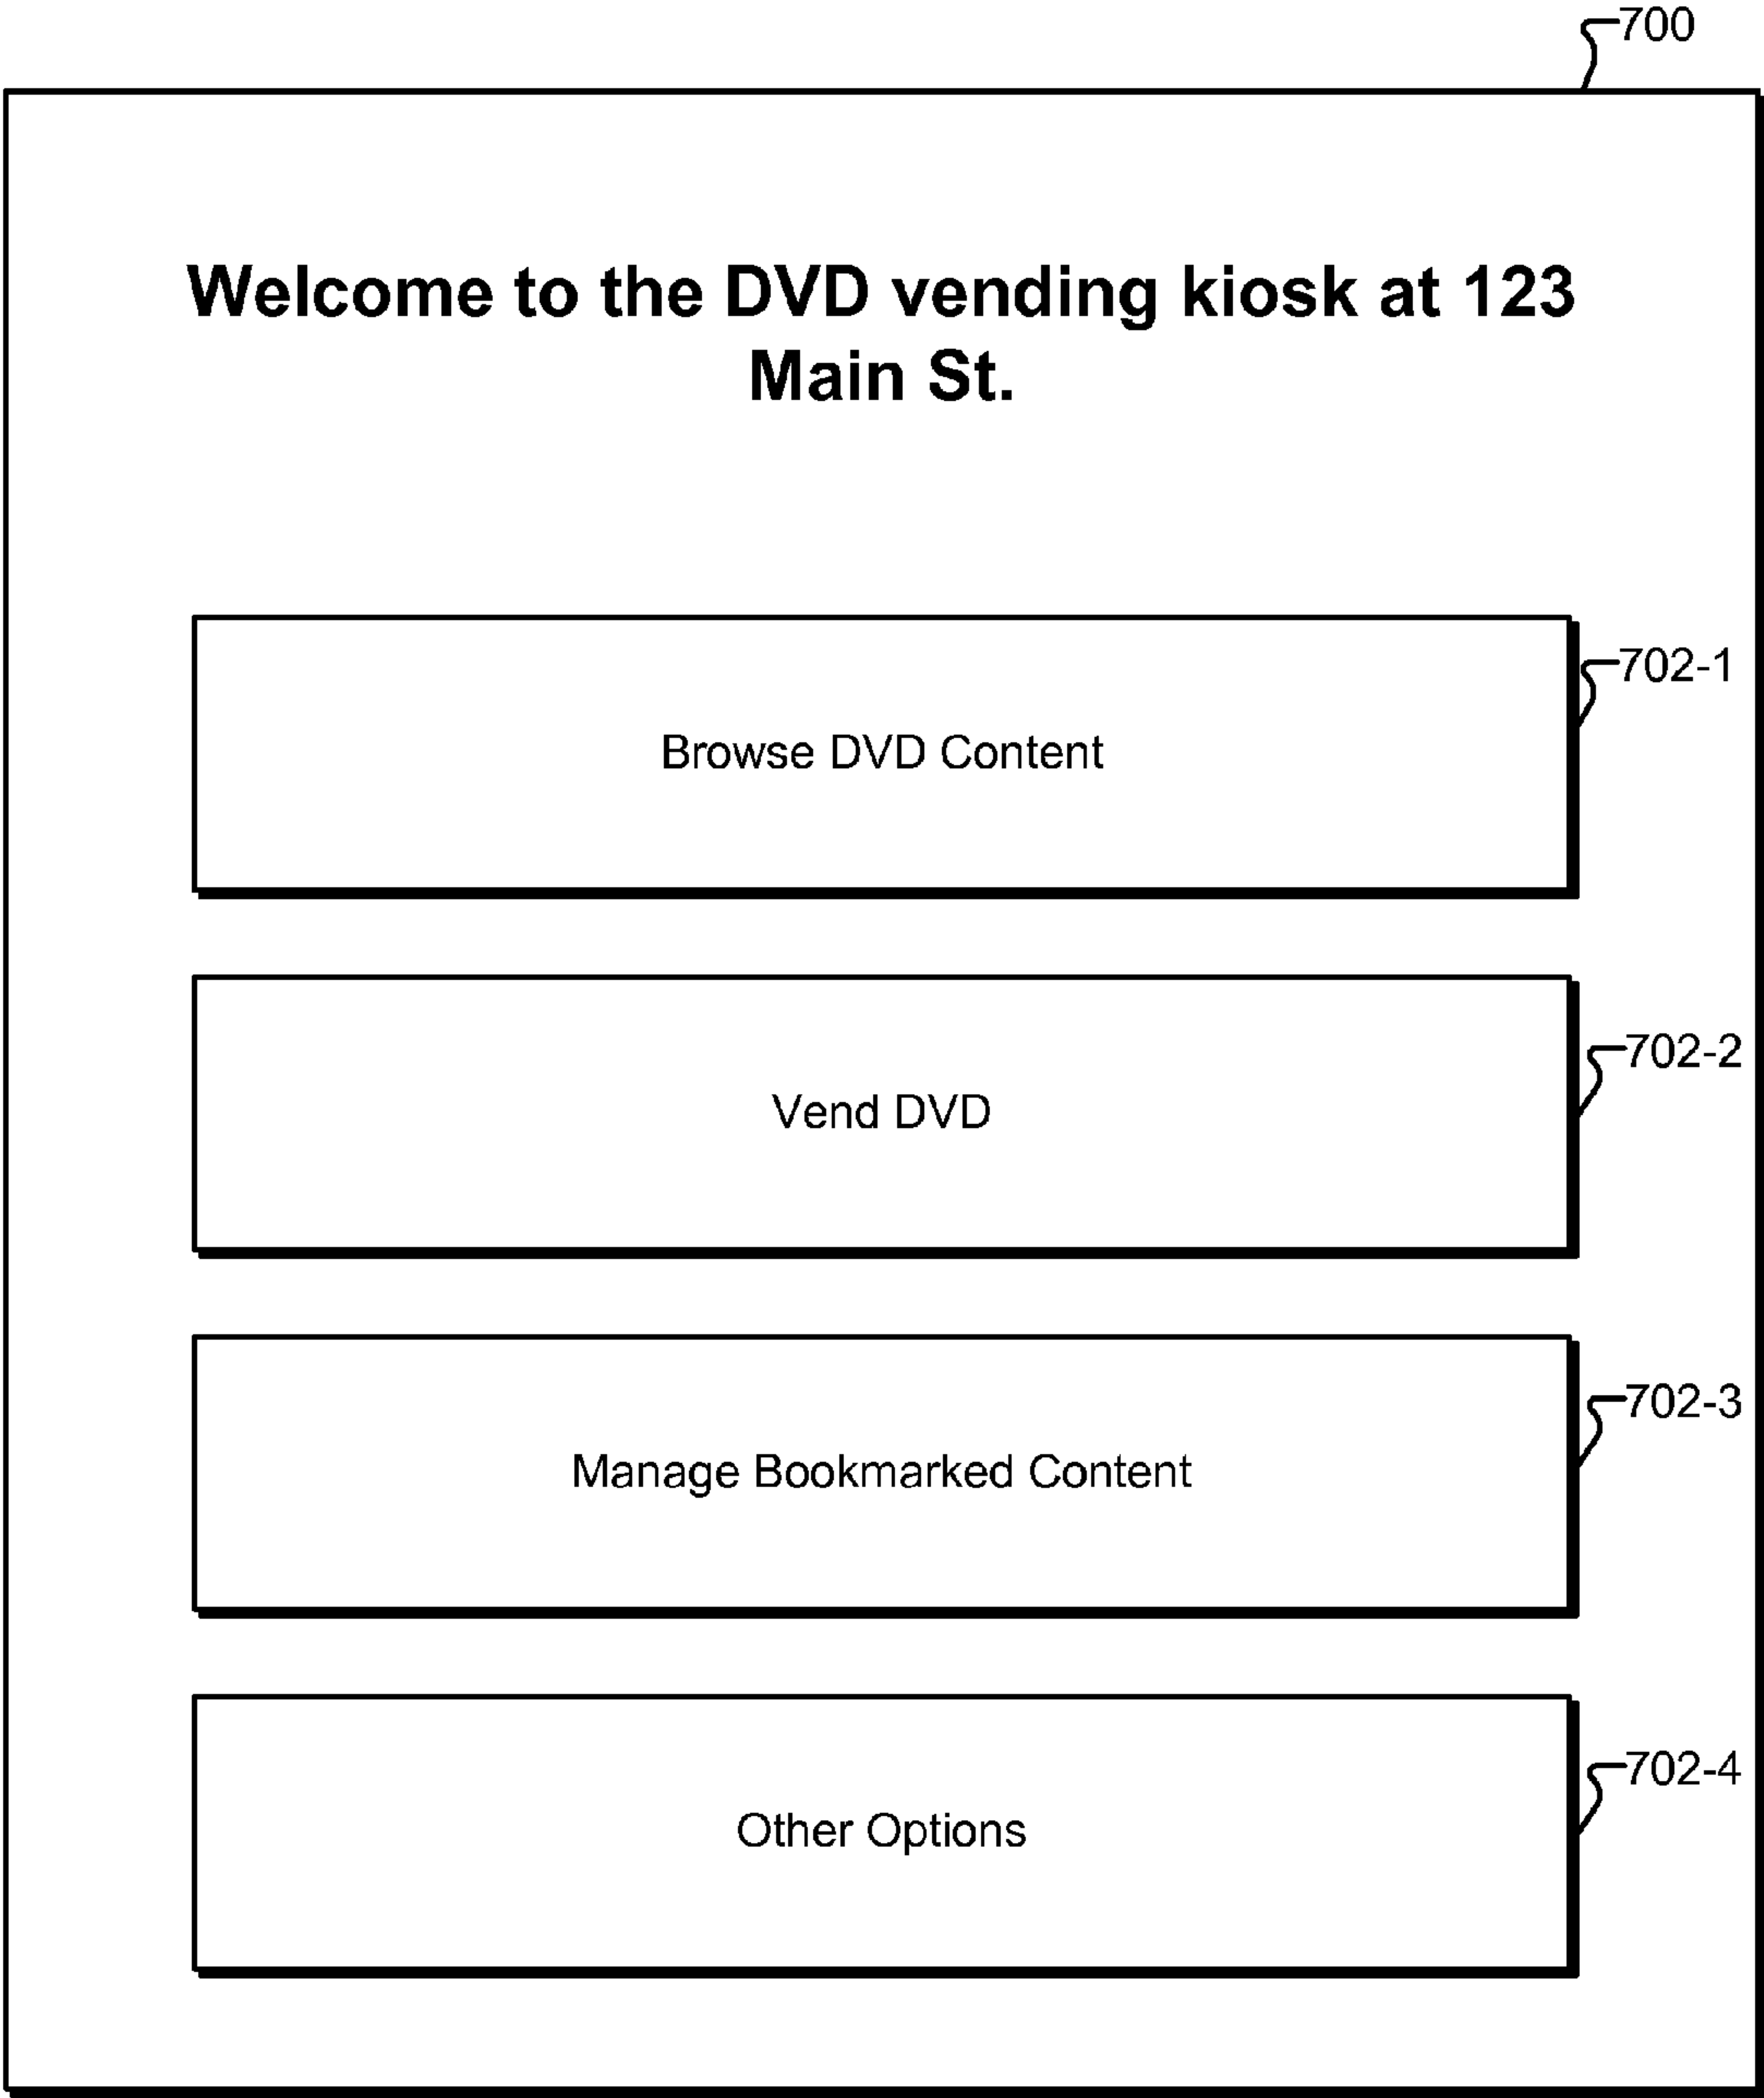 700
Welcome to the DVD vending kiosk at 123
Main St.
702-1
Browse DVD Content
702-2
Vend DVD
702-3
Manage Bookmarked Content
702-4
Other Options